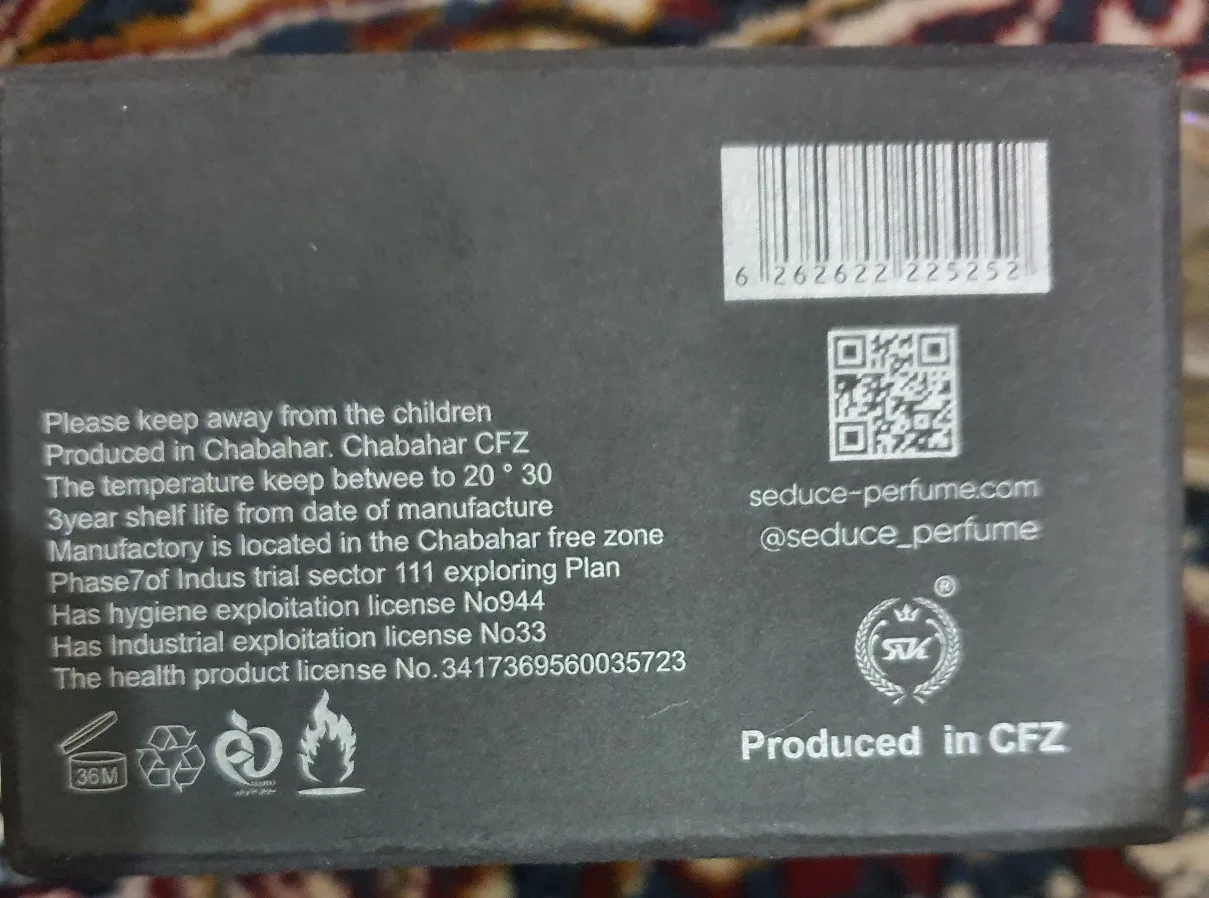 6 262622 225252
seduce-perfume.com
@seduce_perfume
®
Produced in CFZ
Please keep away from the children
Produced in Chabahar. Chabahar CFZ
The temperature keep betwee to 20 ° 30
3year shelf life from date of manufacture
Manufactory is located in the Chabahar free zone
Phase7of Indus trial sector 111 exploring Plan
Has hygiene exploitation license No944
Has Industrial exploitation license No33
The health product license No.3417369560035723
36M